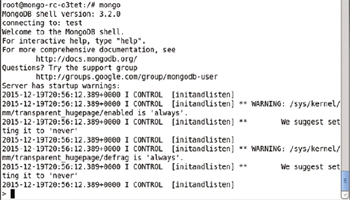 root@mongo-rc-c3tet:/# mongo
MongoDB shell version: 3.2.0
connecting to: test
Welcome to the MongoDB shell.
For interactive help, type "help".
For more comprehensive documentation, see
http://docs.mongodb.org/
Questions? Try the support group
http://groups.google.com/group/mongodb-user
Server has startup warnings:
2015-12-19T20:56:12.389+0000 I CONTROL [initandlisten]
2015-12-19T20:56:12.389+0000 I CONTROL [initandlisten] ** WARNING: /sys/kernel/
mm/transparent_hugepage/enabled is 'always'.
2015-12-19T20:56:12.389+0000 I CONTROL [initandlisten] ** We suggest set
ting it to 'never'
2015-12-19T20:56:12.389+0000 I CONTROL [initandlisten]
2015-12-19T20:56:12.389+0000 I CONTROL [initandlisten] ** WARNING: /sys/kernel/
mm/transparent_hugepage/defrag is 'always'.
2015-12-19T20:56:12.389+0000 I CONTROL [initandlisten] ** We suggest set
ting it to 'never'
2015-12-19T20:56:12.389+0000 I CONTROL [initandlisten]
>